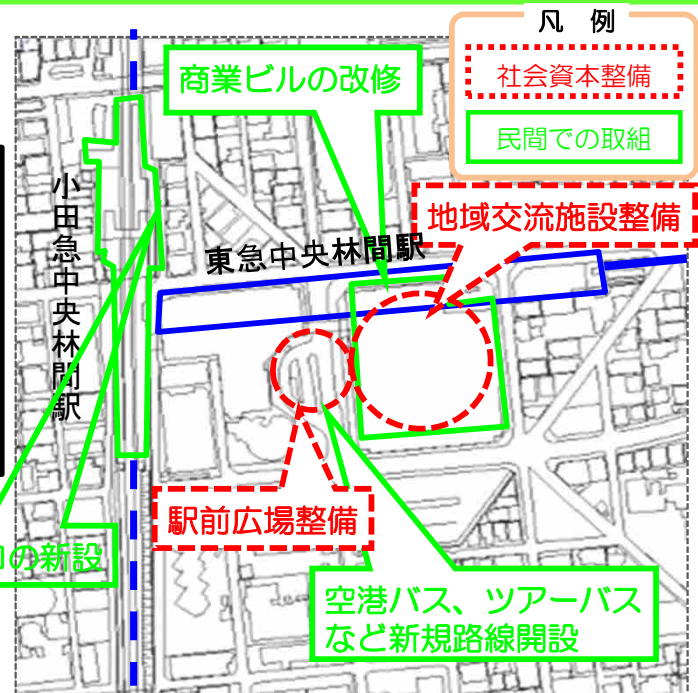 凡 例
社会資本整備
民間での取組
商業ビルの改修
地域交流施設整備
東急中央林間駅
小田急中央林間駅
駅前広場整備
の新設
空港バス、ツアーバス
など新規路線開設